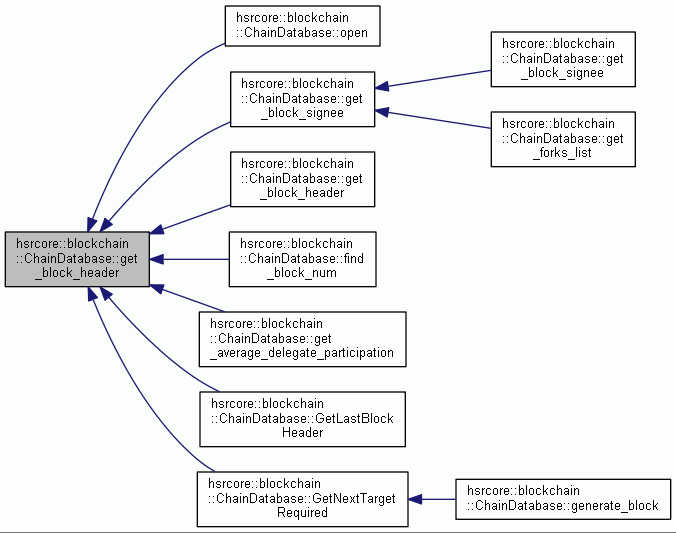 hsrcore::blockchain
::ChainDatabase::open
hsrcore::blockchain
::ChainDatabase::get
_block_signee
hsrcore::blockchain
::ChainDatabase::get
_block_signee
hsrcore::blockchain
::ChainDatabase::get
_forks_list
hsrcore::blockchain
::ChainDatabase::get
_block_header
hsrcore::blockchain
::ChainDatabase::get
_block_header
hsrcore::blockchain
::ChainDatabase::find
_block_num
hsrcore::blockchain
::ChainDatabase::get
_average_delegate_participation
hsrcore::blockchain
::ChainDatabase::GetLastBlock
Header
hsrcore::blockchain
::ChainDatabase::GetNextTarget
Required
hsrcore::blockchain
::ChainDatabase::generate_block